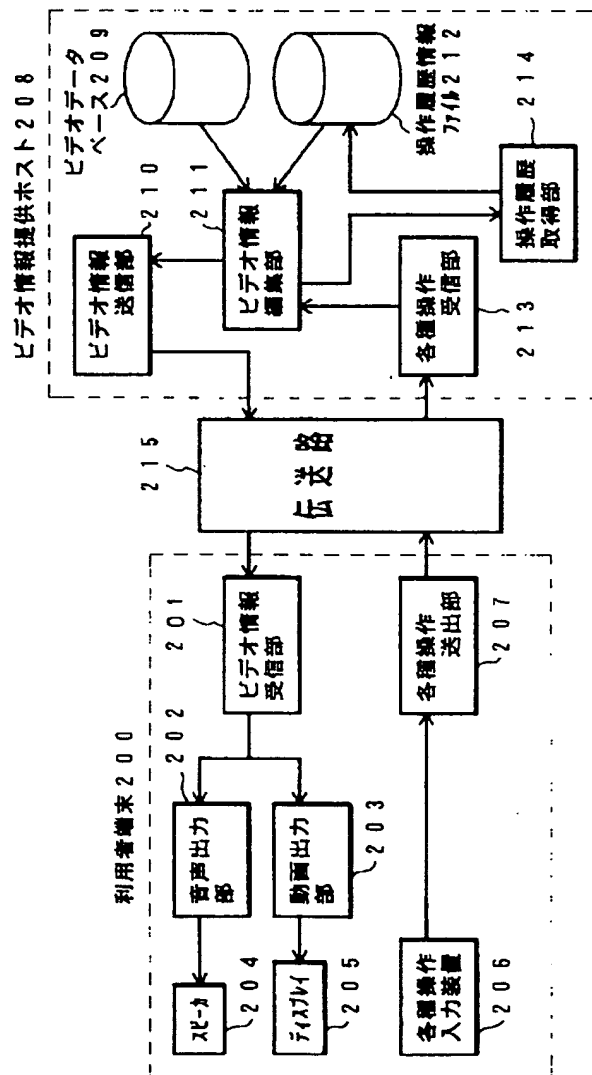 ビデオ情報提供ホスト208
ビデオデータ
ベース209
210
ビデオ情報
送信部
211
ビデオ情報
編集部
操作履歴情報
ファイル212
各種操作
受信部
213
操作履歴
取得部
214
215
伝送路
利用者端末200
201
ビデオ情報
受信部
202
音声出力
部
動画出力
部
203
スピーカ
204
ディスプレイ
205
各種操作
送出部
207
各種操作
入力装置
206